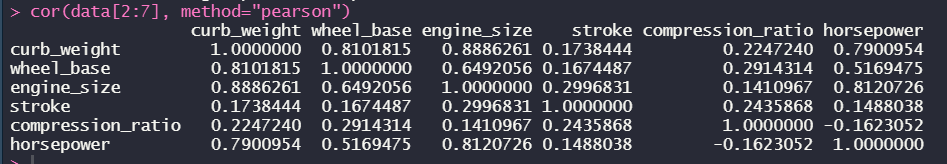 > cor(data[2:7], method="pearson")
curb_weight wheel_base engine_size stroke compression_ratio horsepower
curb_weight 1.0000000 0.8101815 0.8886261 0.1738444 0.2247240 0.7900954
wheel_base 0.8101815 1.0000000 0.6492056 0.1674487 0.2914314 0.5169475
engine_size 0.8886261 0.6492056 1.0000000 0.2996831 0.1410967 0.8120726
stroke 0.1738444 0.1674487 0.2996831 1.0000000 0.2435868 0.1488038
compression_ratio 0.2247240 0.2914314 0.1410967 0.2435868 1.0000000 -0.1623052
horsepower 0.7900954 0.5169475 0.8120726 0.1488038 -0.1623052 1.0000000
>